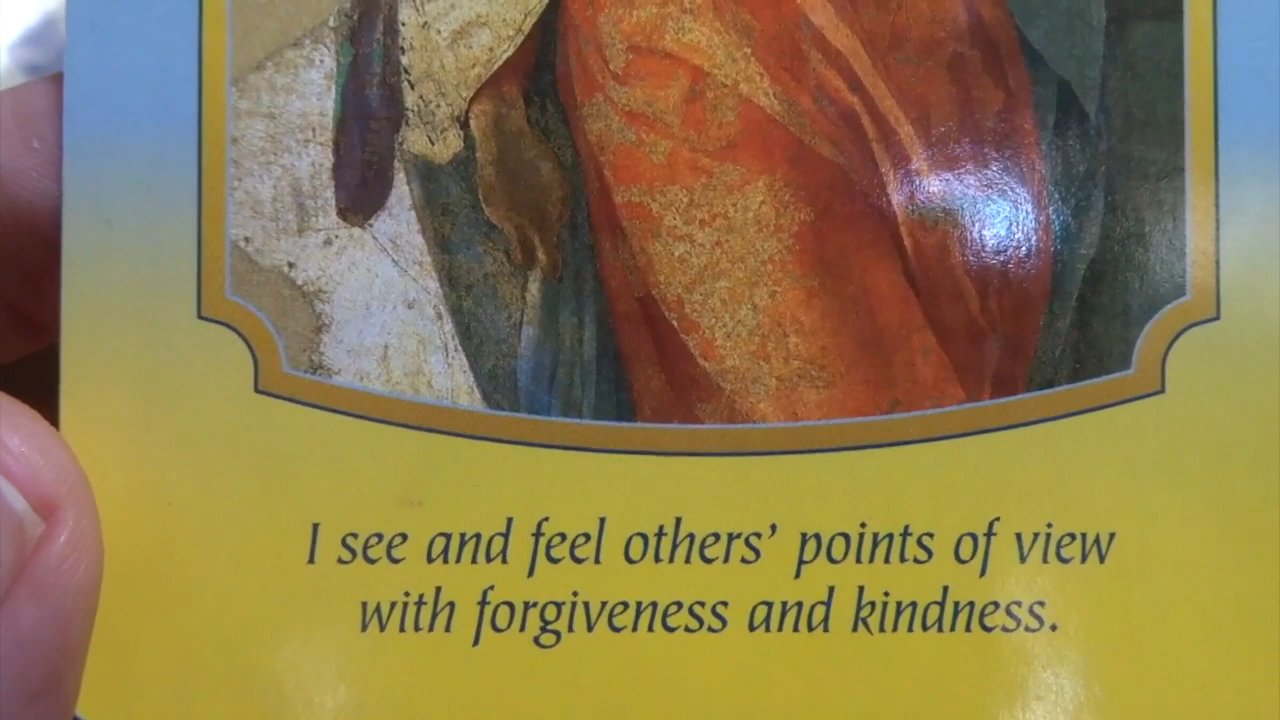 I see and feel others’ points of view
with forgiveness and kindness.